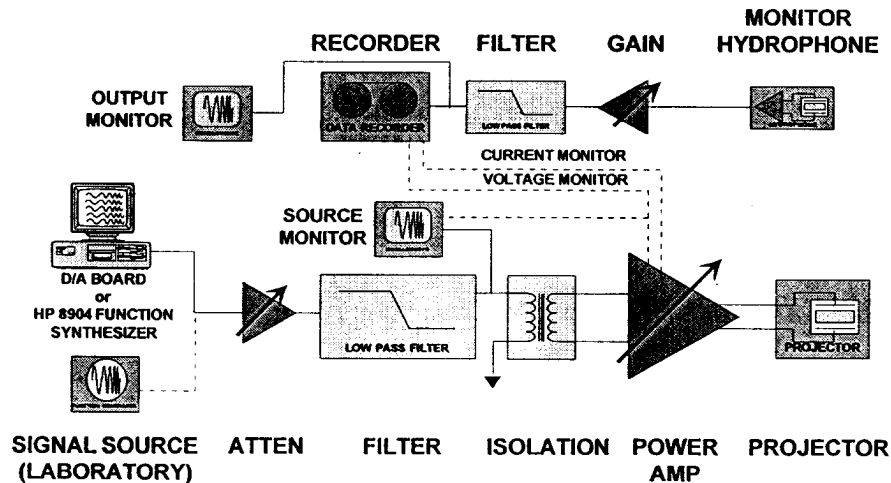 RECORDER
FILTER
GAIN
MONITOR
HYDROPHONE
OUTPUT
MONITOR
DATA RECORDER
LOW PASS FILTER
CURRENT MONITOR
VOLTAGE MONITOR
SOURCE
MONITOR
D/A BOARD
or
HP 8904 FUNCTION
SYNTHESIZER
LOW PASS FILTER
PROJECTOR
SIGNAL SOURCE
(LABORATORY)
ATTEN
FILTER
ISOLATION
POWER
AMP
PROJECTOR